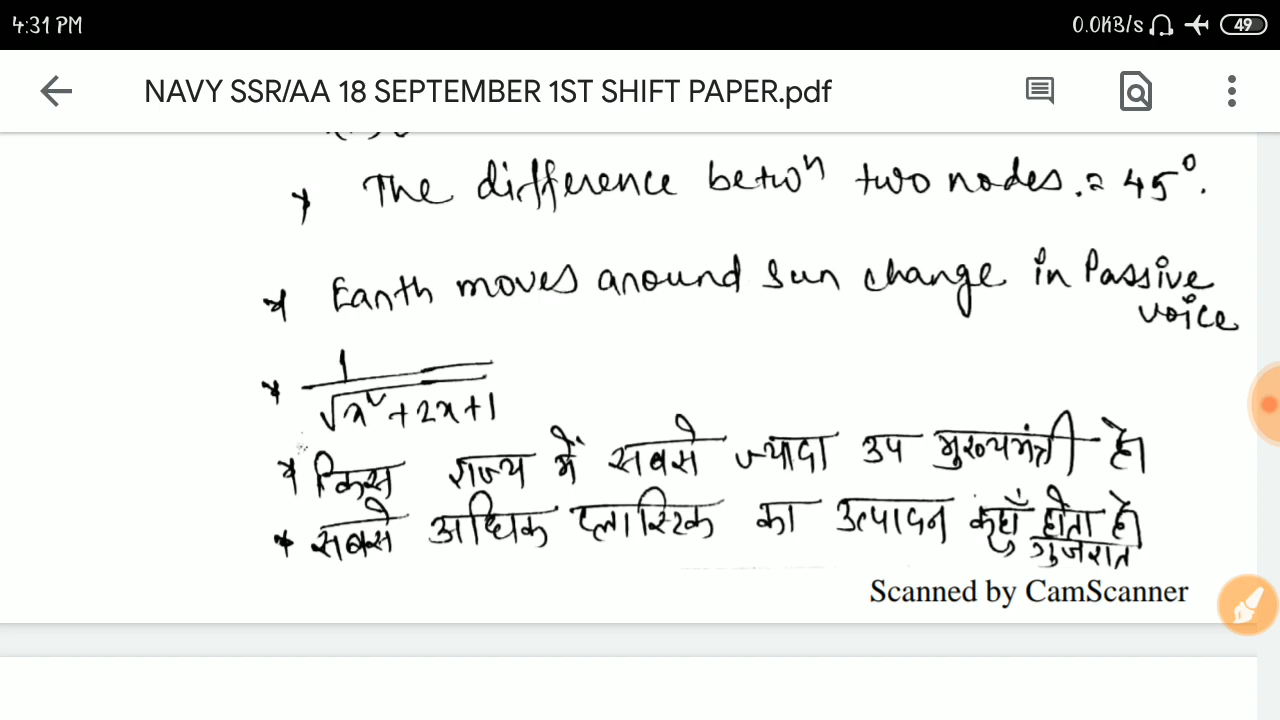 4:31 PM 0.0KB/s 49
NAVY SSR/AA 18 SEPTEMBER 1ST SHIFT PAPER.pdf
* The difference betwn two nodes. = 45°.
* Earth moves around sun change in Passive
voice
* 1
√x²+2x+1
* किस राज्य में सबसे ज्यादा उप मुख्यमंत्री है।
* सबसे अधिक प्लास्टिक का उत्पादन कहाँ होता है।
गुजरात
Scanned by CamScanner